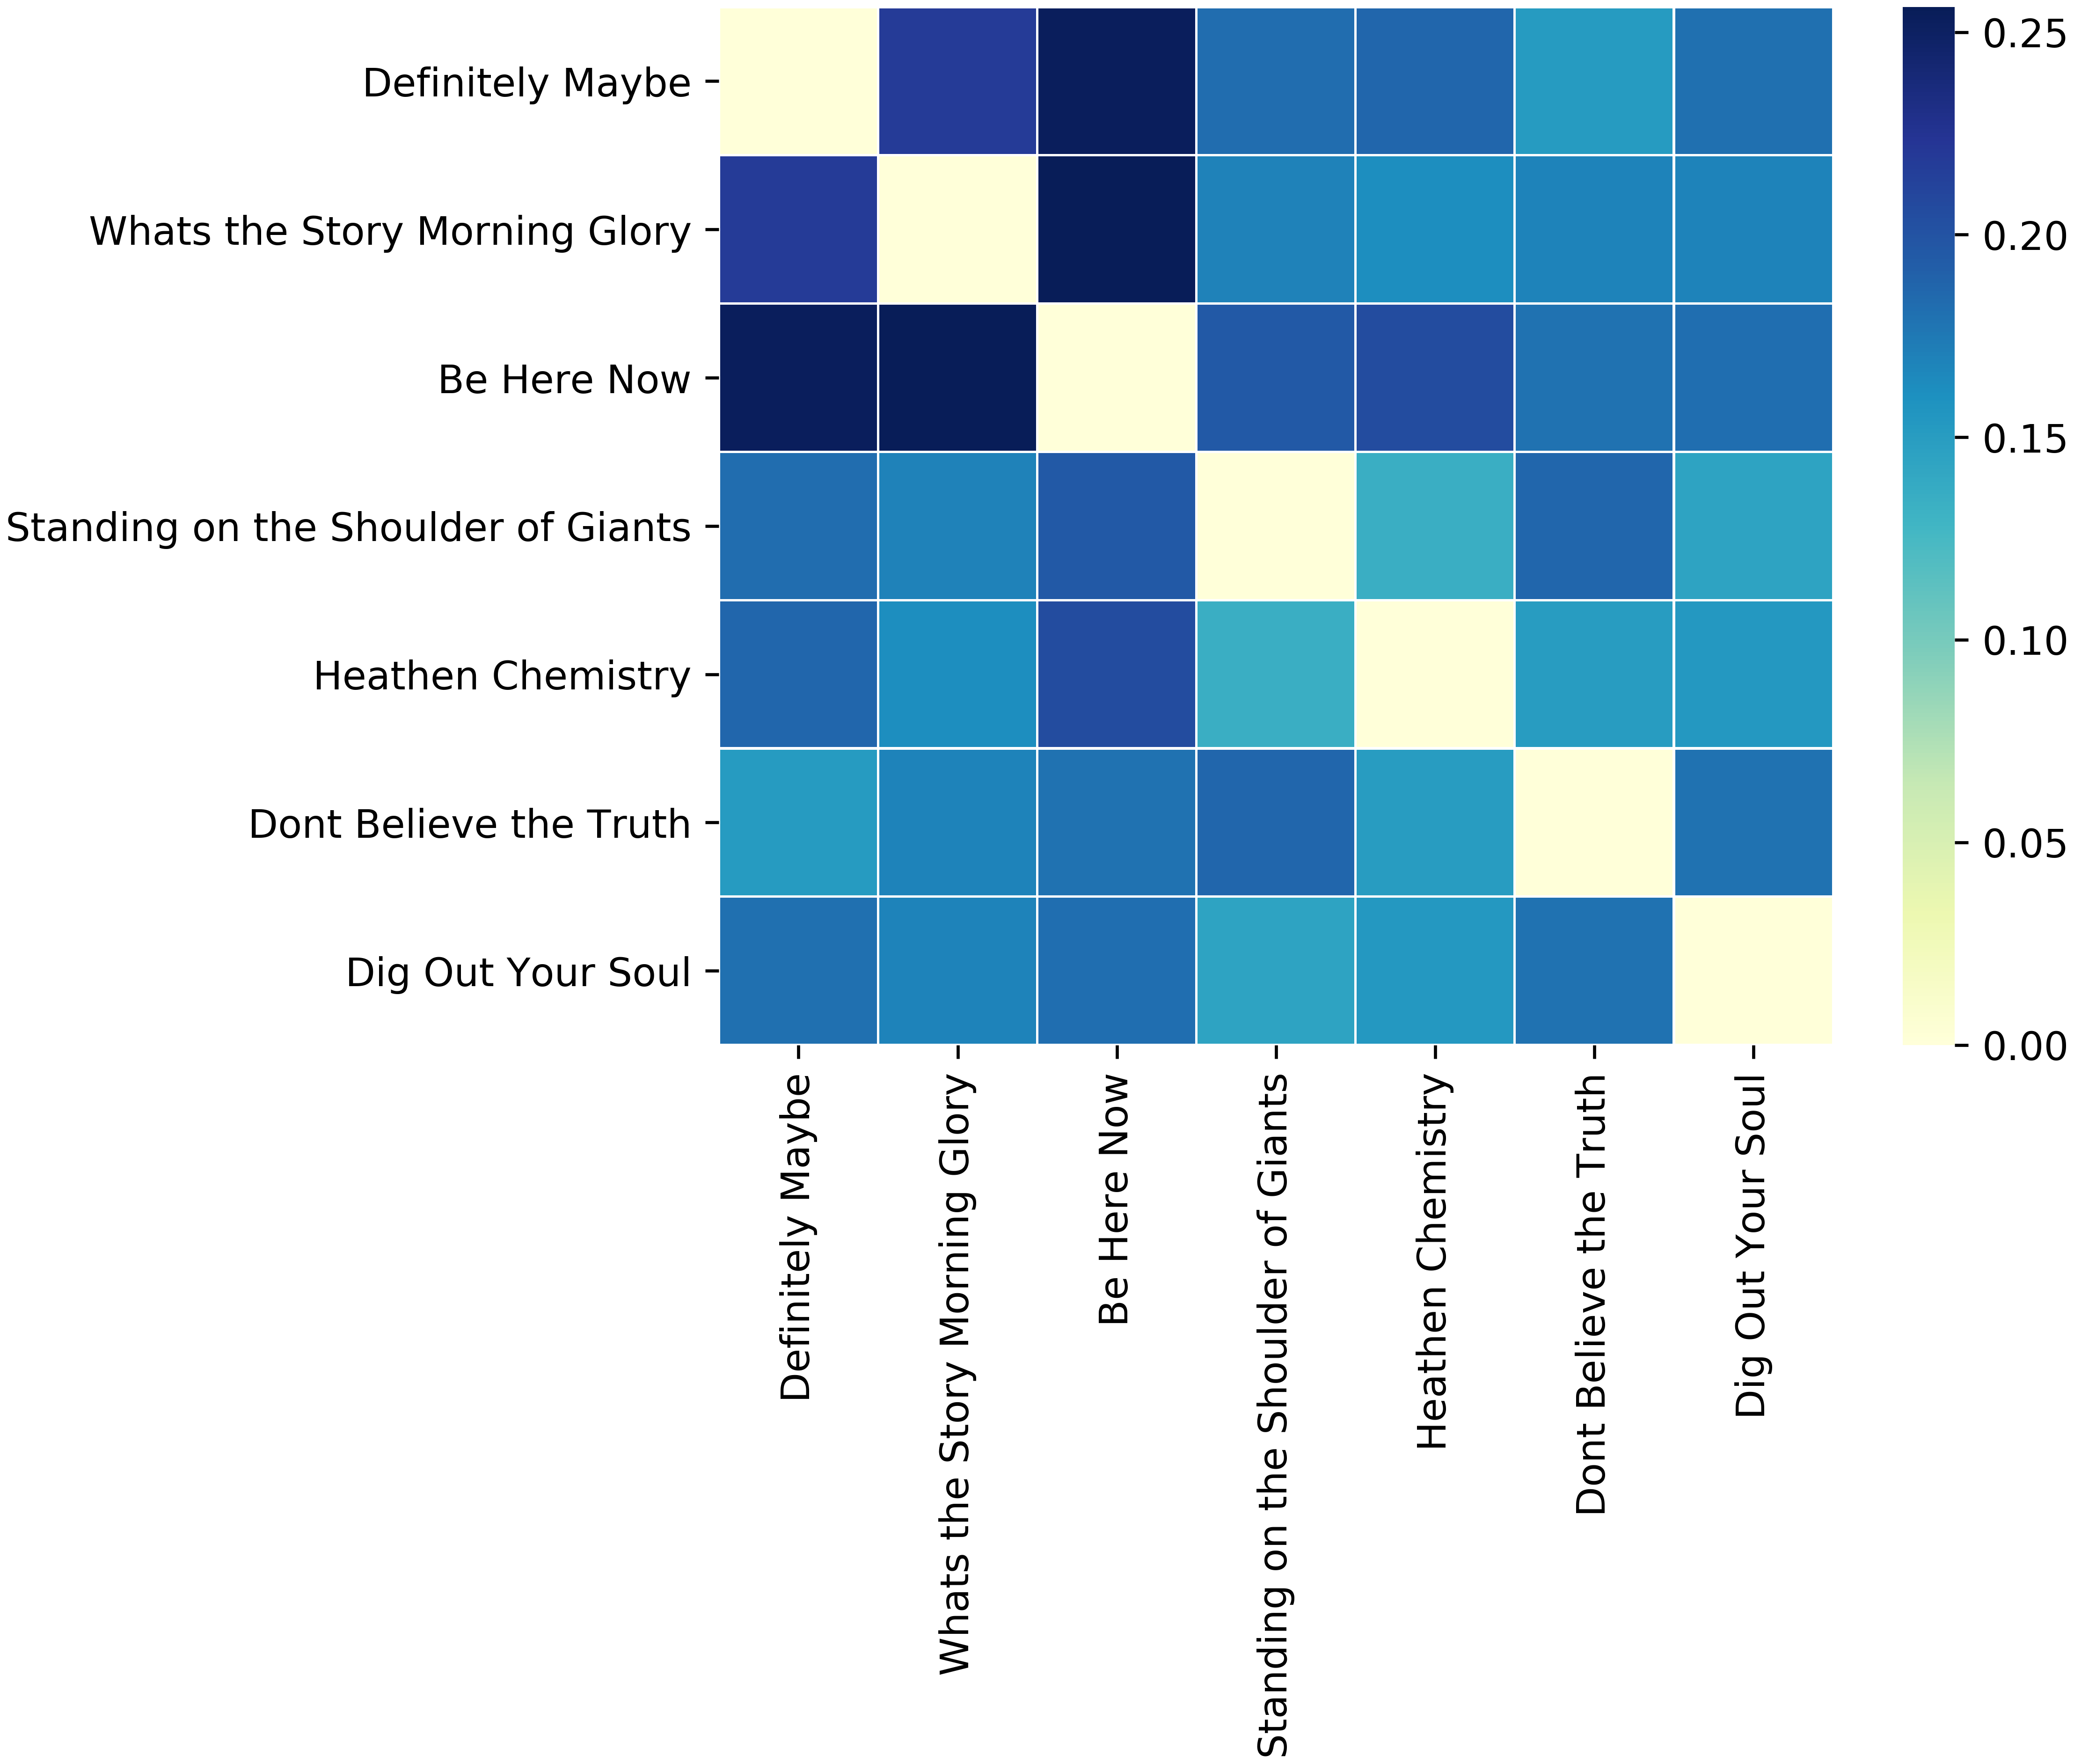 Definitely Maybe
Whats the Story Morning Glory
Be Here Now
Standing on the Shoulder of Giants
Heathen Chemistry
Dont Believe the Truth
Dig Out Your Soul
Definitely Maybe
Whats the Story Morning Glory
Be Here Now
Standing on the Shoulder of Giants
Heathen Chemistry
Dont Believe the Truth
Dig Out Your Soul
0.25
0.20
0.15
0.10
0.05
0.00